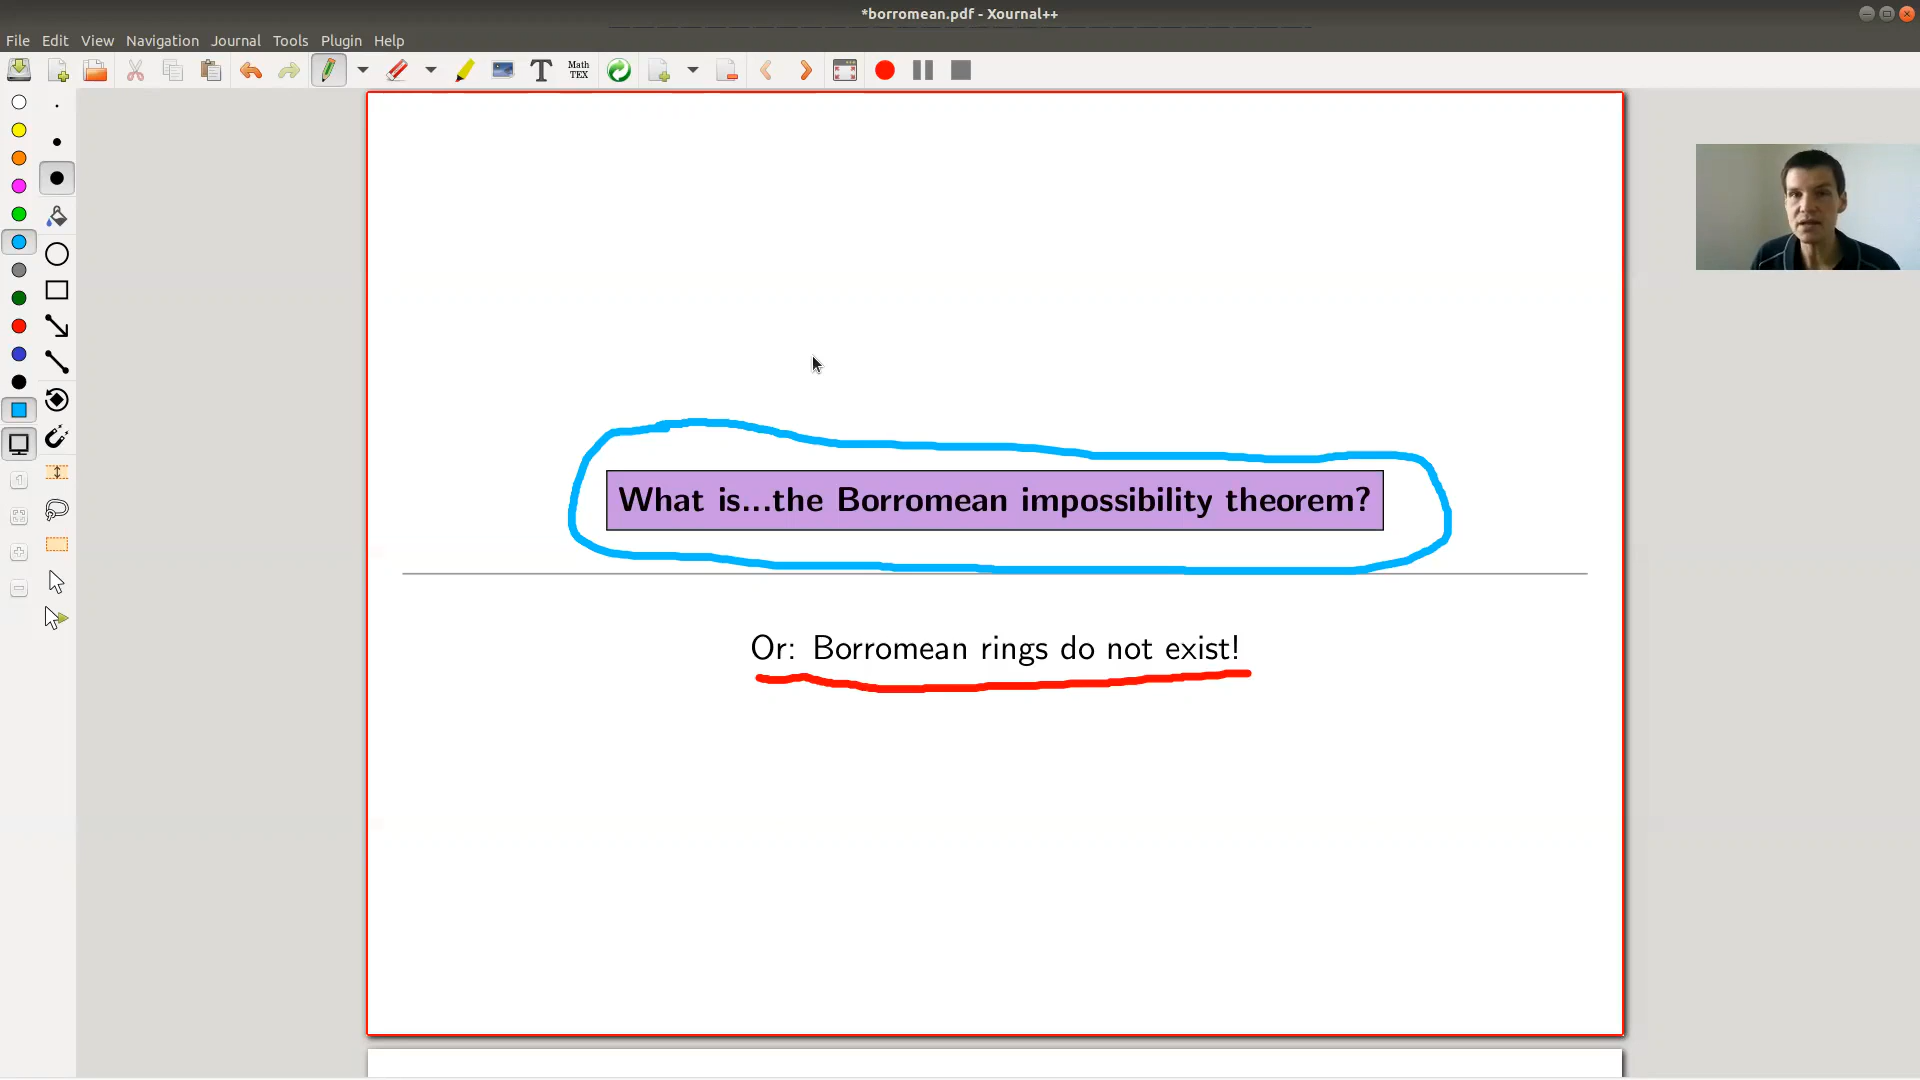 *borromean.pdf - Xournal++
File Edit View Navigation Journal Tools Plugin Help
Math
TEX
What is...the Borromean impossibility theorem?
Or: Borromean rings do not exist!